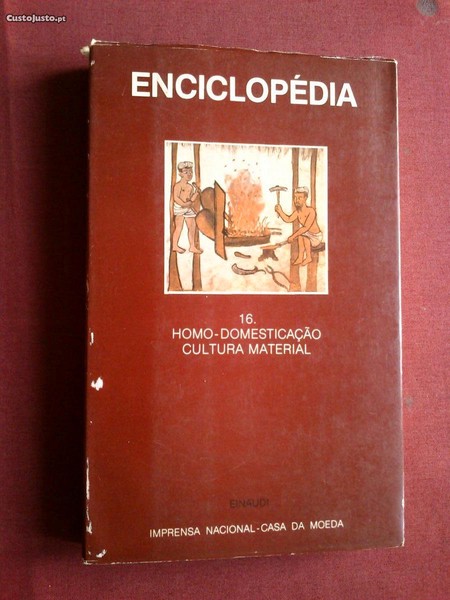 CustoJusto.pt
ENCICLOPÉDIA
16.
HOMO-DOMESTICAÇÃO
CULTURA MATERIAL
EINAUDI
IMPRENSA NACIONAL-CASA DA MOEDA